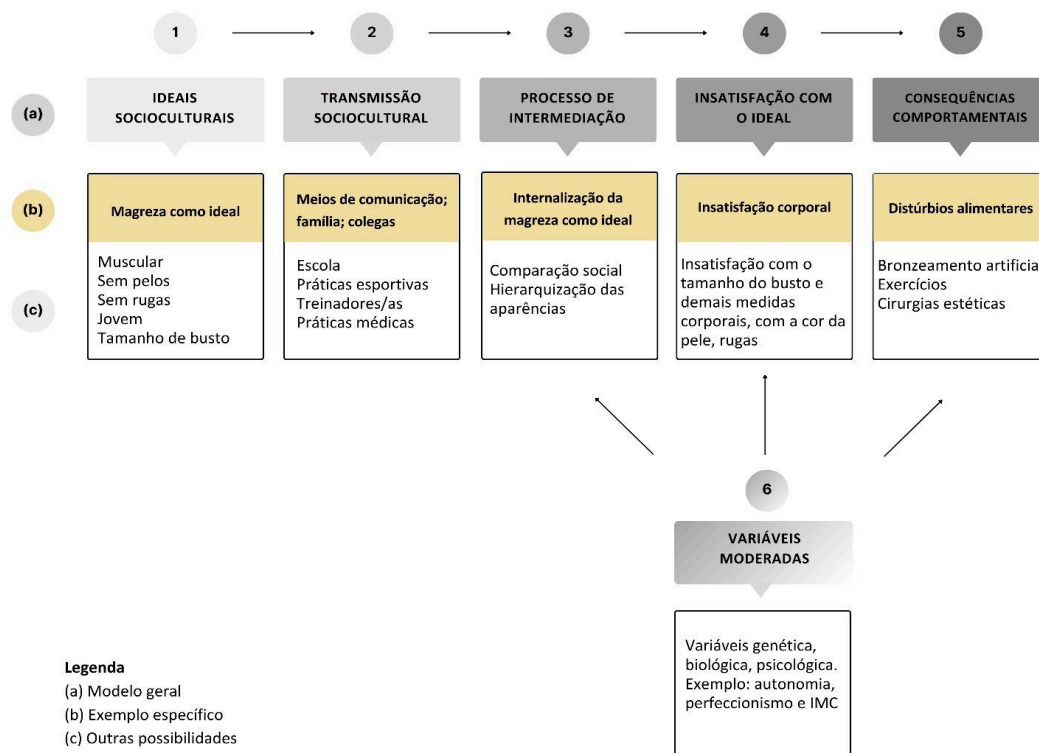 1
2
3
4
5
(a)
IDEAIS
SOCIOCULTURAIS
TRANSMISSÃO
SOCIOCULTURAL
PROCESSO DE
INTERMEDIAÇÃO
INSATISFAÇÃO COM
O IDEAL
CONSEQUÊNCIAS
COMPORTAMENTAIS
(b)
Magreza como ideal
Meios de comunicação;
família; colegas
Internalização da
magreza como ideal
Insatisfação corporal
Distúrbios alimentares
(c)
Muscular
Sem pelos
Sem rugas
Jovem
Tamanho de busto
Escola
Práticas esportivas
Treinadores/as
Práticas médicas
Comparação social
Hierarquização das
aparências
Insatisfação com o
tamanho do busto e
demais medidas
corporais, com a cor da
pele, rugas
Bronzeamento artificia
Exercícios
Cirurgias estéticas
6
VARIÁVEIS
MODERADAS
Variáveis genética,
biológica, psicológica.
Exemplo: autonomia,
perfeccionismo e IMC
Legenda
(a) Modelo geral
(b) Exemplo específico
(c) Outras possibilidades